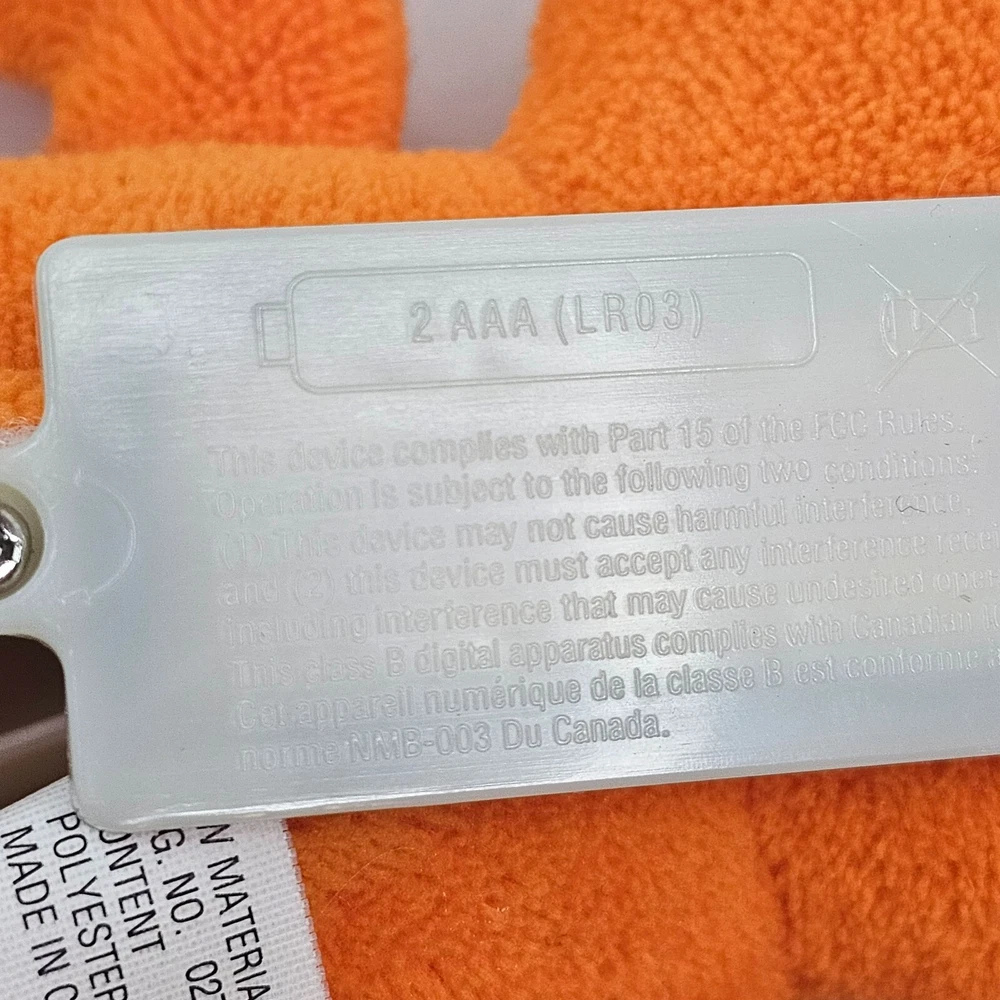 2 AAA (LR03)
This device complies with Part 15 of the FCC Rules.
Operation is subject to the following two conditions:
(1) This device may not cause harmful interference,
and (2) this device must accept any interference
including interference that may cause undesired
This class B digital apparatus complies with Canadian
Cet appareil numérique de la classe B est conforme
norme NMB-003 Du Canada.
MATERIA
G. NO. 02
ONTENT
POLYESTER
MADE IN C